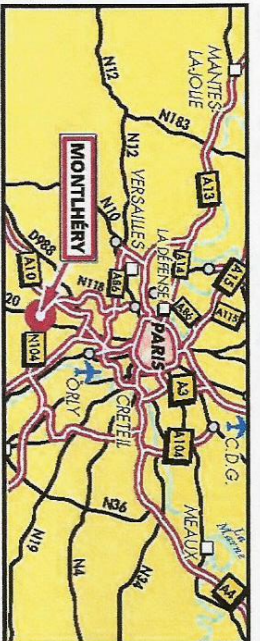 MANTES-
LA-JOLIE
N12
N183
A13
N12
VERSAILLES
LA DÉFENSE
A14
A15
A115
A86
N10
A86
PARIS
MONTLHÉRY
D988
N118
A10
20
N104
ORLY
CRETEIL
A3
C.D.G.
A104
MEAUX
La
Marne
A4
N36
N19
N4
N34